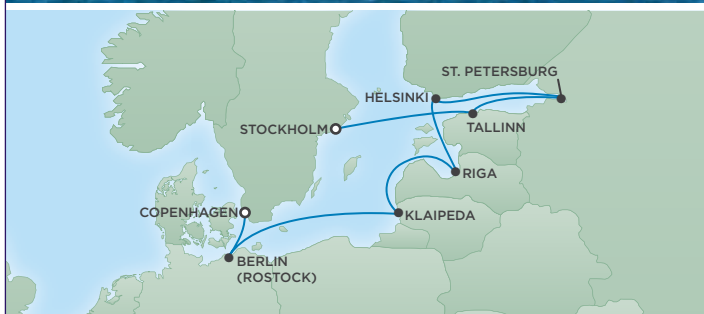 ST. PETERSBURG
HELSINKI
STOCKHOLM
TALLINN
RIGA
COPENHAGEN
KLAIPEDA
BERLIN
(ROSTOCK)